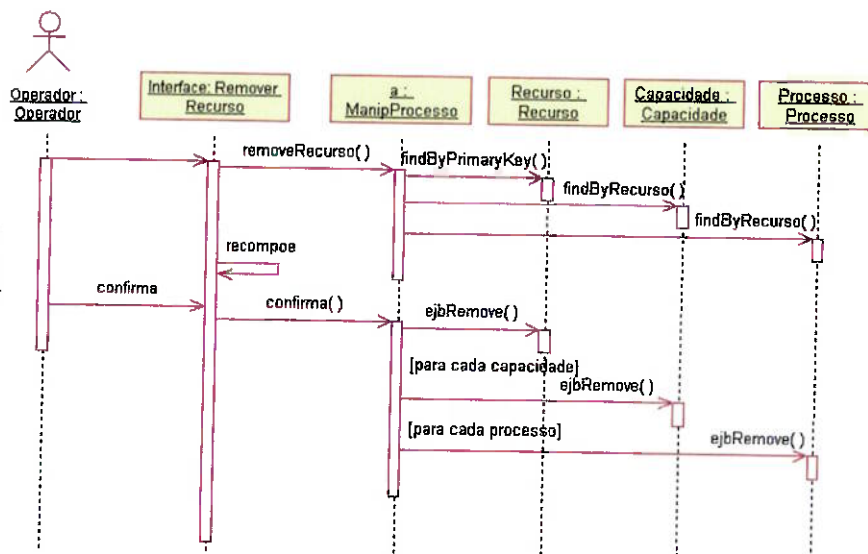 Operador :
Operador
Interface: Remover
Recurso
a :
ManipProcesso
Recurso :
Recurso
Capacidade :
Capacidade
Processo :
Processo
removeRecurso( )
findByPrimaryKey( )
findByRecurso( )
findByRecurso( )
recompoe
confirma
confirma( )
ejbRemove( )
[para cada capacidade]
ejbRemove( )
[para cada processo]
ejbRemove( )